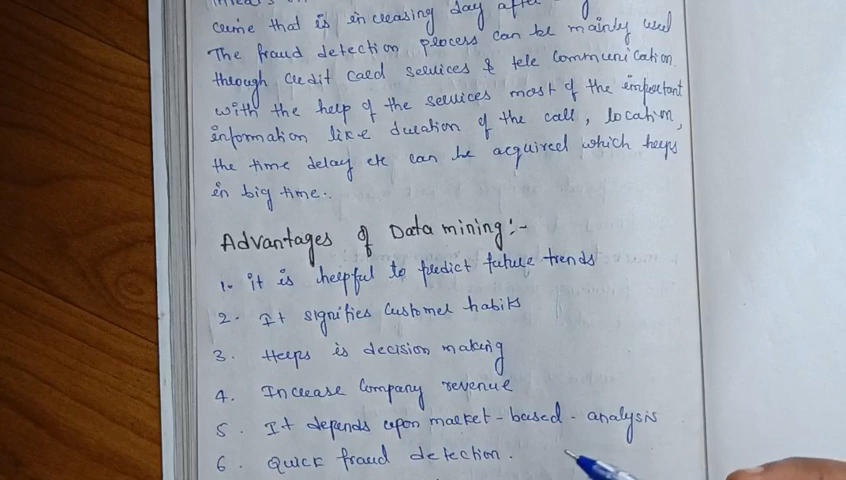 crime that is increasing day after
The fraud detection process can be mainly used
through credit card services & tele communication.
with the help of the services most of the important
information like duration of the call, location,
the time delay etc can be acquired which helps
in big time:.
Advantages of Data mining:-
1. it is helpful to predict future trends
2. It signifies Customer habits
3. Helps is decision making
4. Increase Company revenue
5. It depends upon market-based-analysis
6. Quick fraud detection.